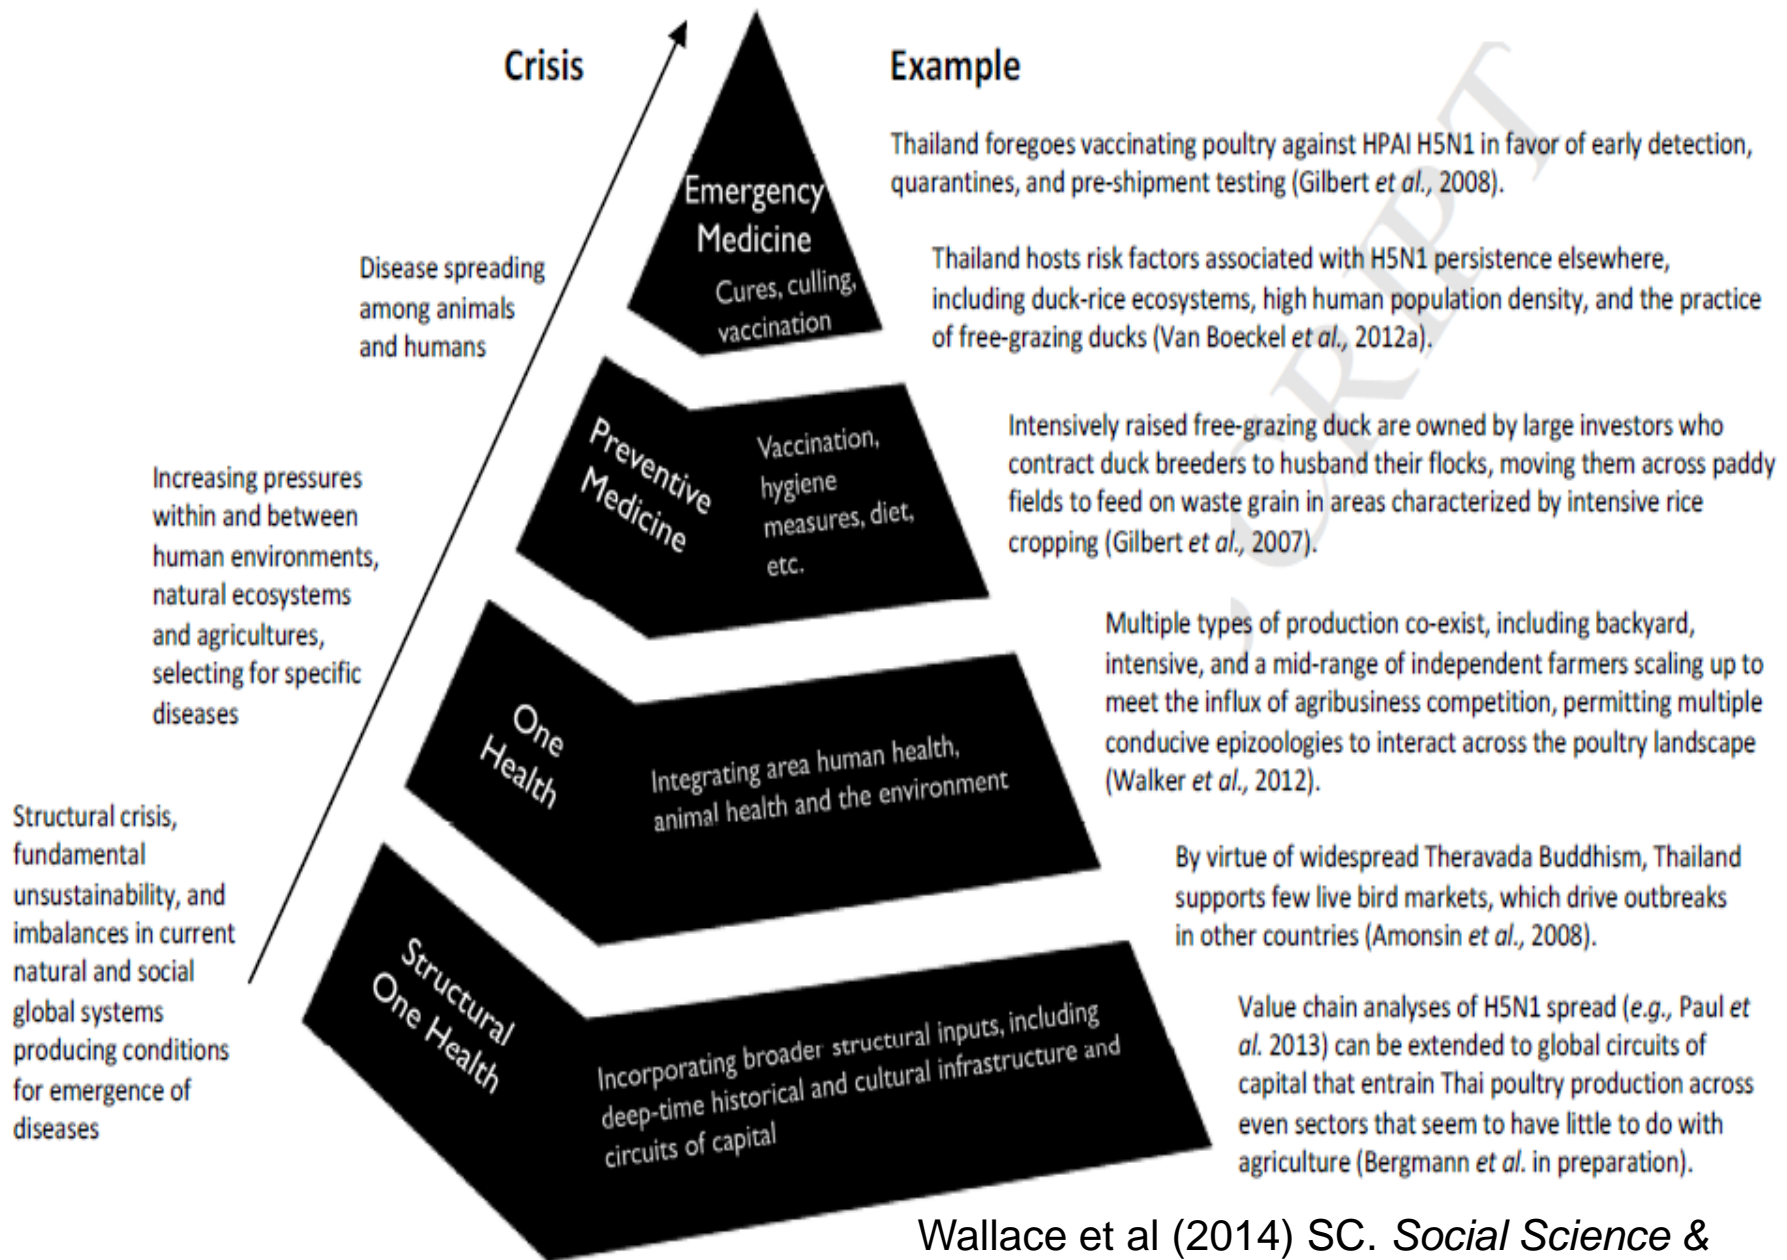 Crisis
Example
Thailand foregoes vaccinating poultry against HPAI H5N1 in favor of early detection,
quarantines, and pre-shipment testing (Gilbert et al., 2008).
Emergency
Medicine
Cures, culling,
vaccination
Disease spreading
among animals
and humans
Thailand hosts risk factors associated with H5N1 persistence elsewhere,
including duck-rice ecosystems, high human population density, and the practice
of free-grazing ducks (Van Boeckel et al., 2012a).
Preventive
Medicine
Vaccination,
hygiene
measures, diet,
etc.
Intensively raised free-grazing duck are owned by large investors who
contract duck breeders to husband their flocks, moving them across paddy
fields to feed on waste grain in areas characterized by intensive rice
cropping (Gilbert et al., 2007).
Increasing pressures
within and between
human environments,
natural ecosystems
and agricultures,
selecting for specific
diseases
One
Health
Integrating area human health,
animal health and the environment
Multiple types of production co-exist, including backyard,
intensive, and a mid-range of independent farmers scaling up to
meet the influx of agribusiness competition, permitting multiple
conducive epizoologies to interact across the poultry landscape
(Walker et al., 2012).
Structural crisis,
fundamental
unsustainability, and
imbalances in current
natural and social
global systems
producing conditions
for emergence of
diseases
By virtue of widespread Theravada Buddhism, Thailand
supports few live bird markets, which drive outbreaks
in other countries (Amonsin et al., 2008).
Structural
One Health
Incorporating broader structural inputs, including
deep-time historical and cultural infrastructure and
circuits of capital
Value chain analyses of H5N1 spread (e.g., Paul et
al. 2013) can be extended to global circuits of
capital that entrain Thai poultry production across
even sectors that seem to have little to do with
agriculture (Bergmann et al. in preparation).
Wallace et al (2014) SC. Social Science &
CRIPT